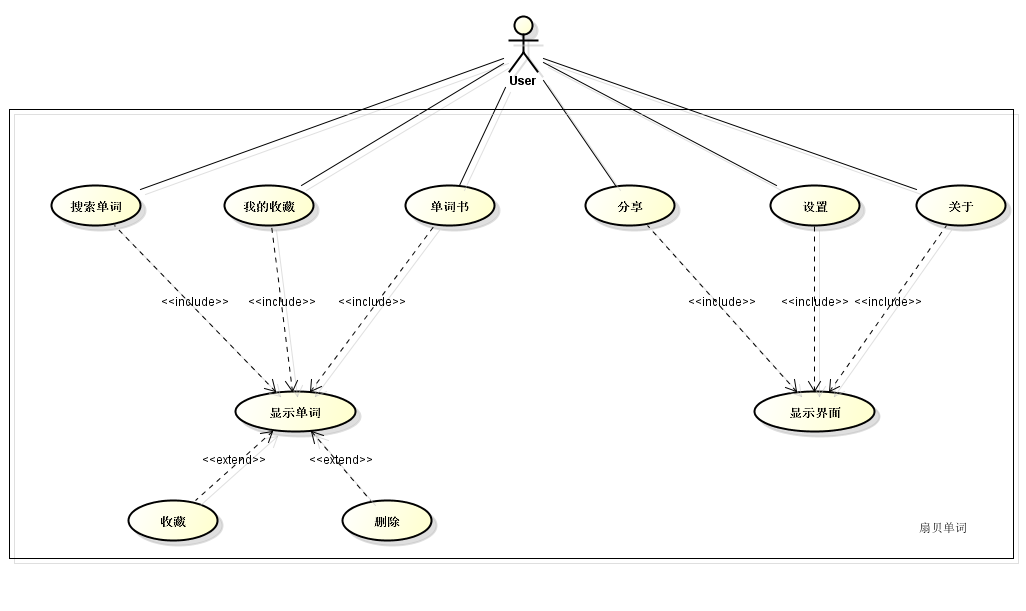 User
搜索单词
我的收藏
单词书
分享
设置
关于
<<include>>
<<include>>
<<include>>
<<include>>
<<include>>
<<include>>
显示单词
显示界面
<<extend>>
<<extend>>
收藏
删除
扇贝单词